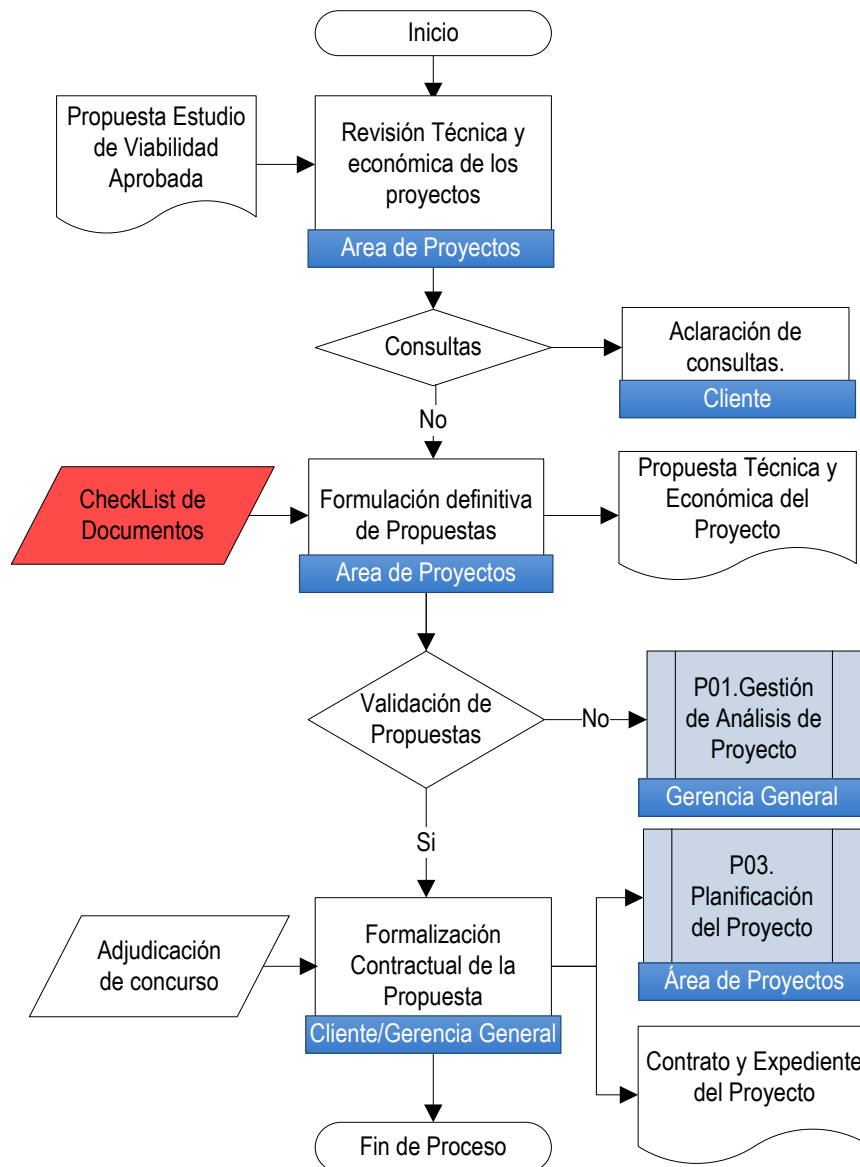 Inicio
Propuesta Estudio
de Viabilidad
Aprobada
Revisión Técnica y
económica de los
proyectos
Area de Proyectos
Consultas
Aclaración de
consultas.
Cliente
No
CheckList de
Documentos
Formulación definitiva
de Propuestas
Area de Proyectos
Propuesta Técnica y
Económica del
Proyecto
Validación de
Propuestas
No
P01.Gestión
de Análisis de
Proyecto
Gerencia General
Si
P03.
Planificación
del Proyecto
Área de Proyectos
Adjudicación
de concurso
Formalización
Contractual de la
Propuesta
Cliente/Gerencia General
Contrato y Expediente
del Proyecto
Fin de Proceso